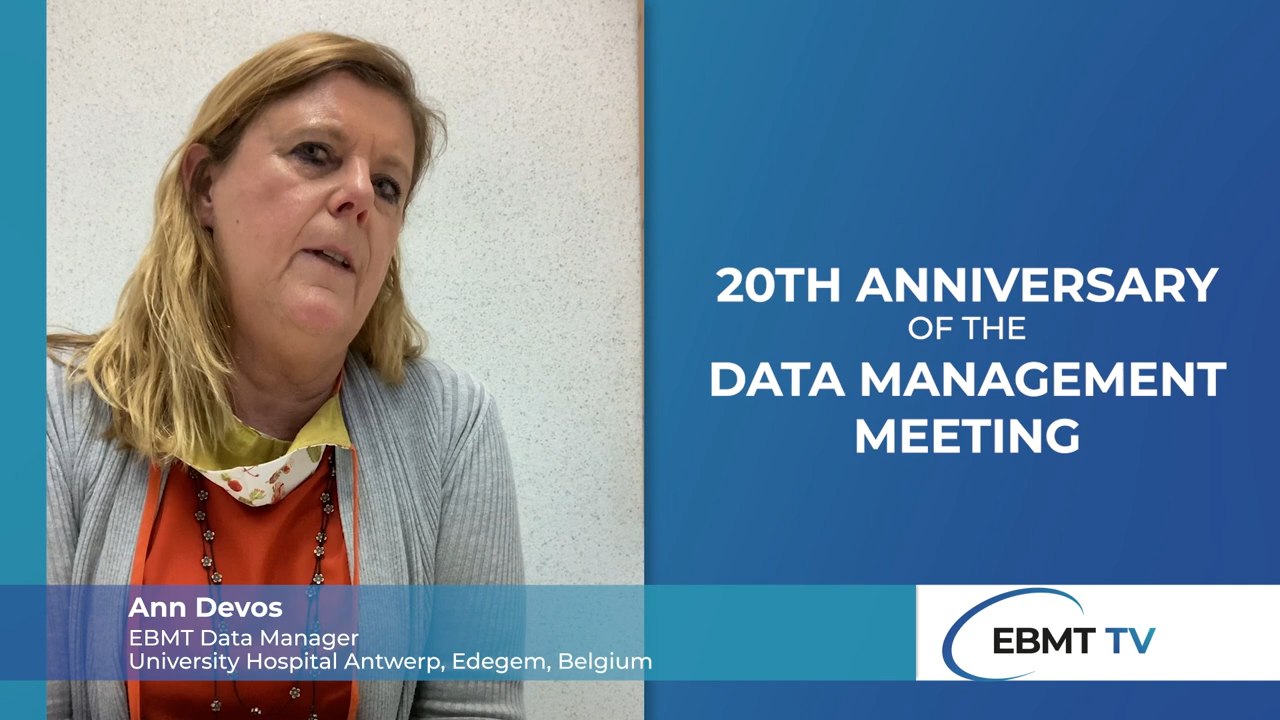 20TH ANNIVERSARY
OF THE
DATA MANAGEMENT
MEETING
Ann Devos
EBMT Data Manager
University Hospital Antwerp, Edegem, Belgium
EBMT TV